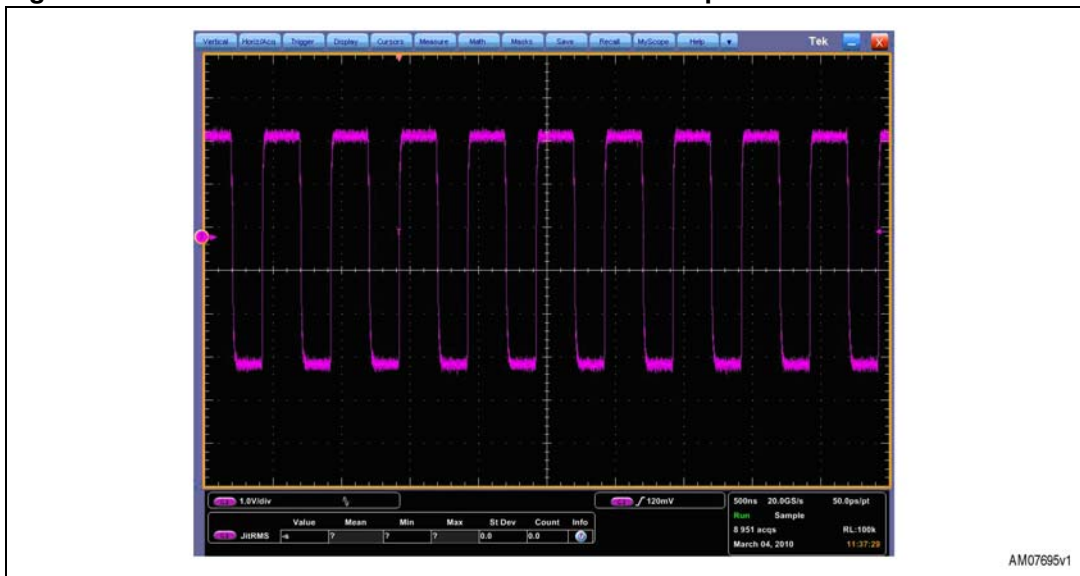 Vertical Horiz/Acq Trigger Display Cursors Measure Math Masks Save Recall MyScope Help Tek X
T
1.0V/div
120mV
500ns 20.0GS/s 50.0ps/pt
Run Sample
8 951 acqs RL:100k
March 04, 2010 11:37:29
Value Mean Min Max St Dev Count Info
JitRMS -s ? ? ? 0.0 0.0
AM07695v1